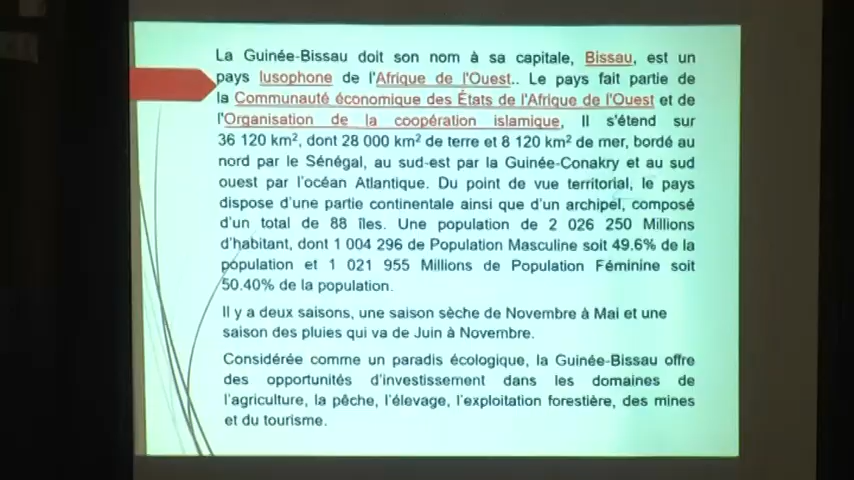 La Guinée-Bissau doit son nom à sa capitale, Bissau, est un
pays lusophone de l'Afrique de l'Ouest.. Le pays fait partie de
la Communauté économique des États de l'Afrique de l'Ouest et de
l'Organisation de la coopération islamique, Il s'étend sur
36 120 km², dont 28 000 km² de terre et 8 120 km² de mer, bordé au
nord par le Sénégal, au sud-est par la Guinée-Conakry et au sud
ouest par l'océan Atlantique. Du point de vue territorial, le pays
dispose d'une partie continentale ainsi que d'un archipel, composé
d'un total de 88 îles. Une population de 2 026 250 Millions
d'habitant, dont 1 004 296 de Population Masculine soit 49.6% de la
population et 1 021 955 Millions de Population Féminine soit
50.40% de la population.
Il y a deux saisons, une saison sèche de Novembre à Mai et une
saison des pluies qui va de Juin à Novembre.
Considérée comme un paradis écologique, la Guinée-Bissau offre
des opportunités d'investissement dans les domaines de
l'agriculture, la pêche, l'élevage, l'exploitation forestière, des mines
et du tourisme.